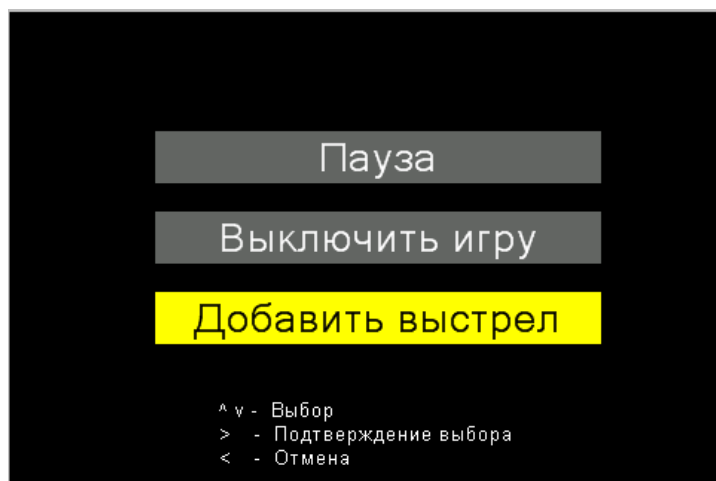 Пауза
Выключить игру
Добавить выстрел
^ v - Выбор
> - Подтверждение выбора
< - Отмена